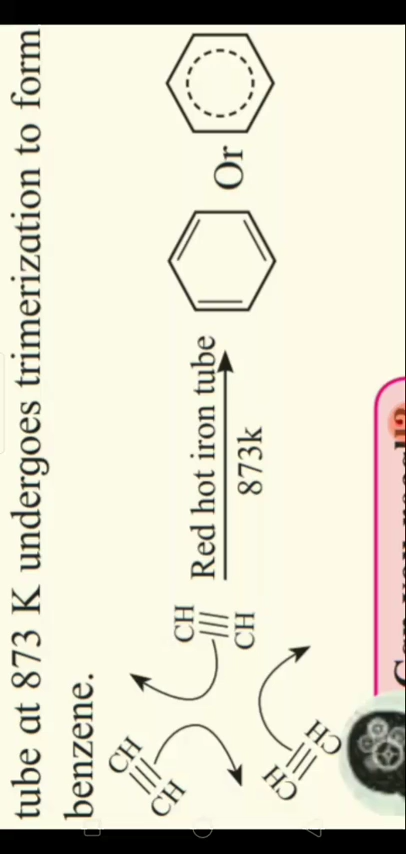 tube at 873 K undergoes trimerization to form
benzene.
CH
CH
CH
CH
CH
CH
Red hot iron tube
873k
Or